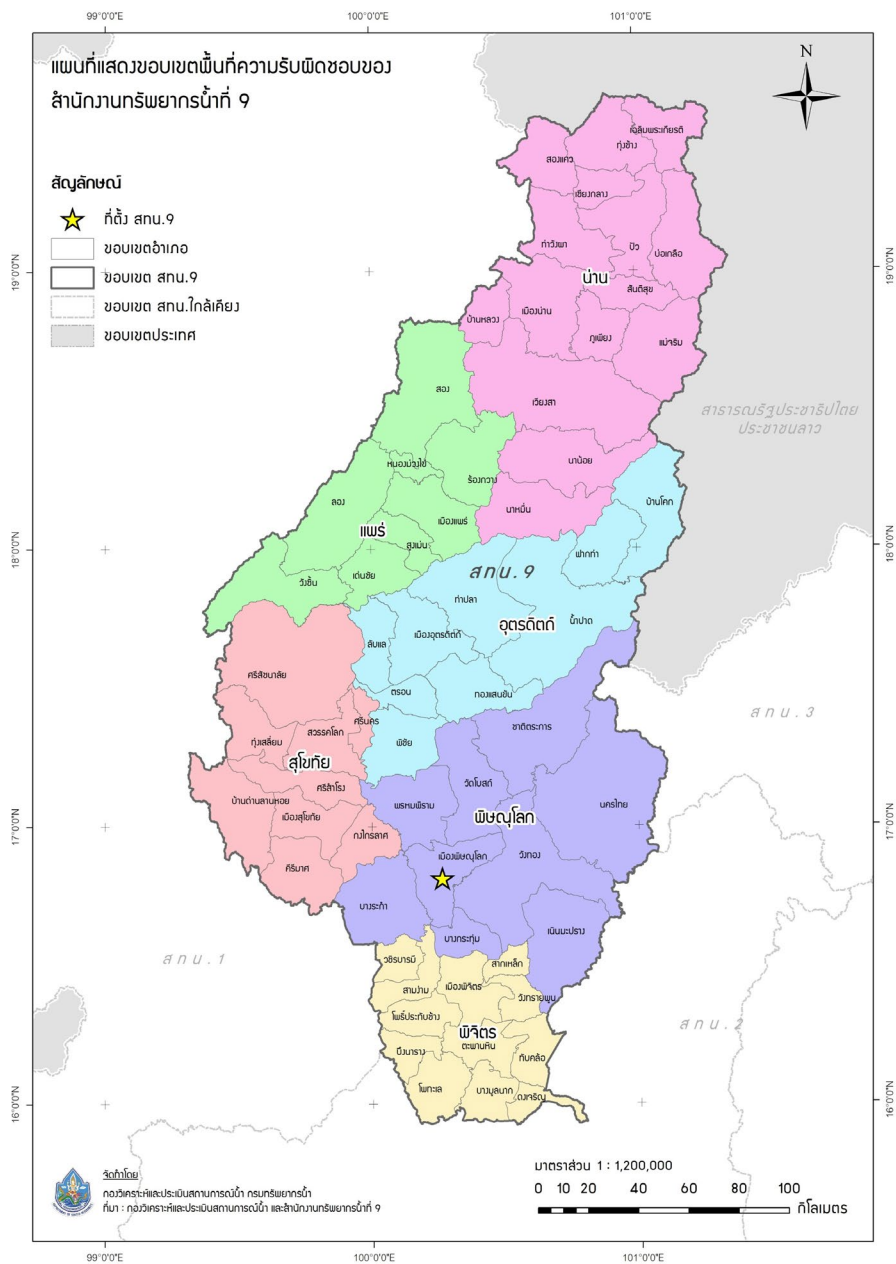 99°0'0"E 100°0'0"E 101°0'0"E
แผนที่แสดงขอบเขตพื้นที่ความรับผิดชอบของ
สำนักงานทรัพยากรน้ำที่ 9
N
สัญลักษณ์
ที่ตั้ง สทน.9
ขอบเขตอำเภอ
ขอบเขต สทน.9
ขอบเขต สทน.ใกล้เคียง
ขอบเขตประเทศ
19°0'0"N 19°0'0"N
18°0'0"N 18°0'0"N
17°0'0"N 17°0'0"N
16°0'0"N 16°0'0"N
เฉลิมพระเกียรติ
ทุ่งช้าง
สองแคว
เชียงกลาง
ท่าวังผา
ปัว
บ่อเกลือ
น่าน
สันติสุข
บ้านหลวง
เมืองน่าน
ภูเพียง
แม่จริม
เวียงสา
นาน้อย
นาหมื่น
สาธารณรัฐประชาธิปไตย
ประชาชนลาว
สอง
หนองม่วงไข่
ร้องกวาง
ลอง
แพร่
เมืองแพร่
สูงเม่น
เด่นชัย
วังชิ้น
สทน.9
บ้านโคก
ฟากท่า
ท่าปลา
อุตรดิตถ์
น้ำปาด
ลับแล
เมืองอุตรดิตถ์
ตรอน
ทองแสนขัน
พิชัย
ศรีสัชนาลัย
ศรีนคร
สวรรคโลก
ทุ่งเสลี่ยม
สุโขทัย
ศรีสำโรง
บ้านด่านลานหอย
เมืองสุโขทัย
กงไกรลาศ
คีรีมาศ
สทน.3
ชาติตระการ
วัดโบสถ์
พรหมพิราม
พิษณุโลก
นครไทย
เมืองพิษณุโลก
วังทอง
บางระกำ
บางกระทุ่ม
เนินมะปราง
สทน.1
สทน.2
วชิรบารมี
สากเหล็ก
สามง่าม
เมืองพิจิตร
วังทรายพูน
โพธิ์ประทับช้าง
พิจิตร
ตะพานหิน
บึงนาราง
ทับคล้อ
โพทะเล
บางมูลนาก
ดงเจริญ
จัดทำโดย
กองวิเคราะห์และประเมินสถานการณ์น้ำ กรมทรัพยากรน้ำ
ที่มา : กองวิเคราะห์และประเมินสถานการณ์น้ำ และสำนักงานทรัพยากรน้ำที่ 9
มาตราส่วน 1 : 1,200,000
0 10 20 40 60 80 100
กิโลเมตร
99°0'0"E 100°0'0"E 101°0'0"E